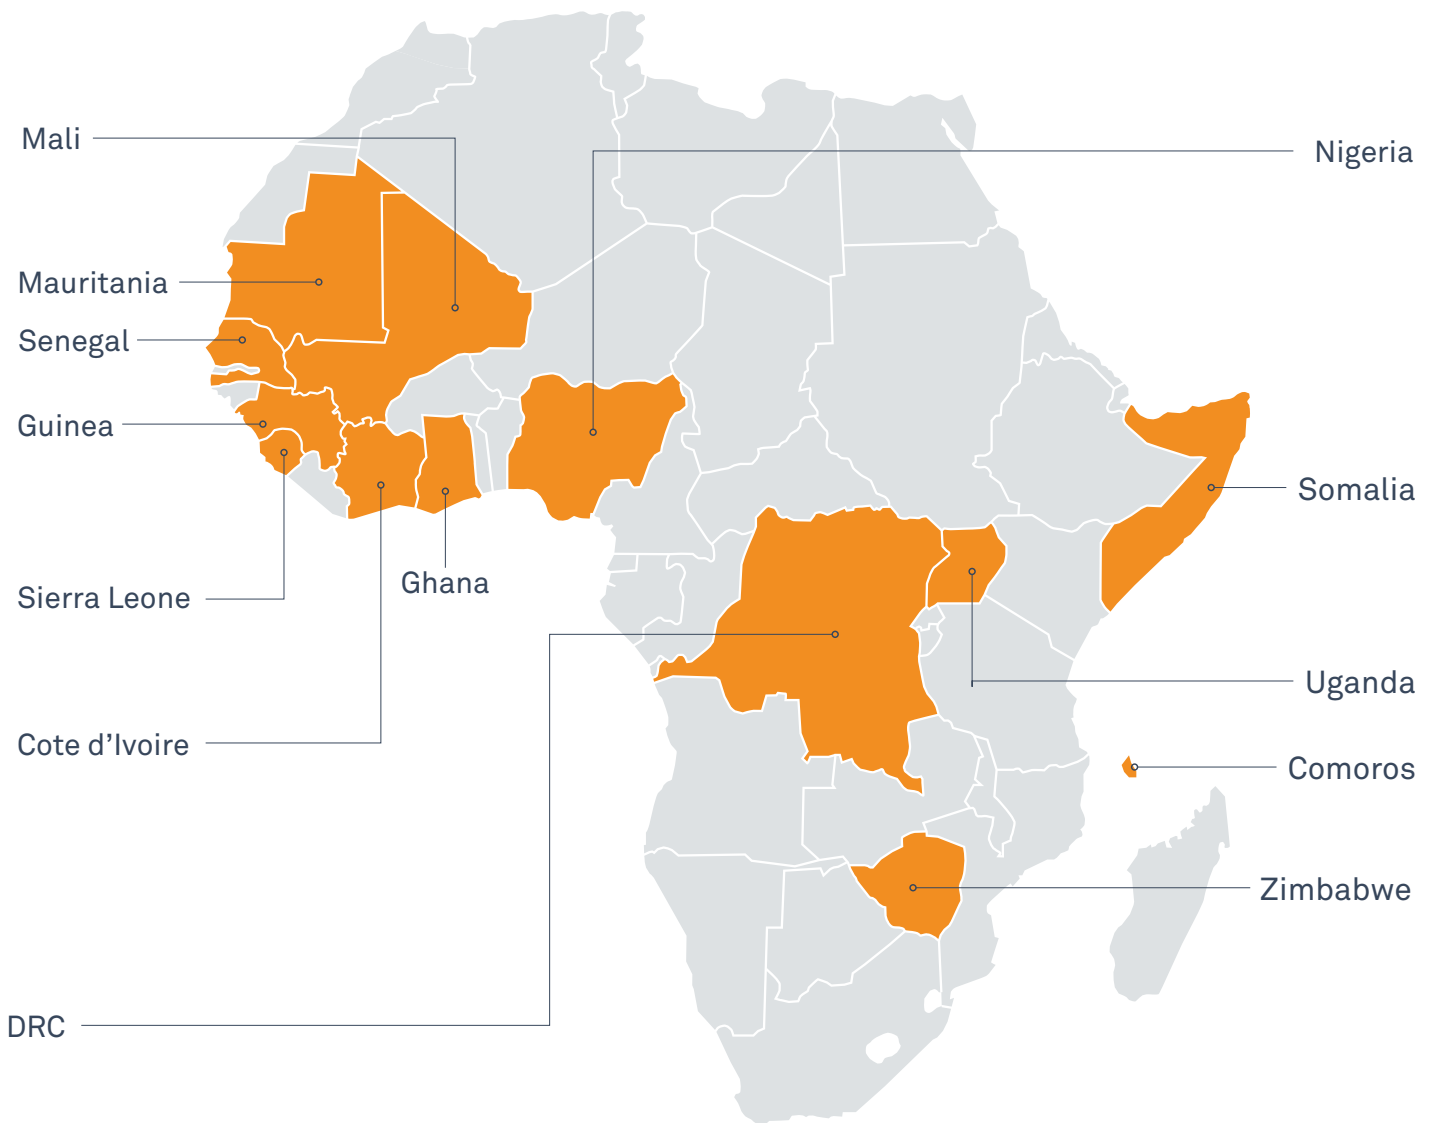 Mali
Nigeria
Mauritania
Senegal
Guinea
Somalia
Sierra Leone
Ghana
Uganda
Cote d’Ivoire
Comoros
Zimbabwe
DRC